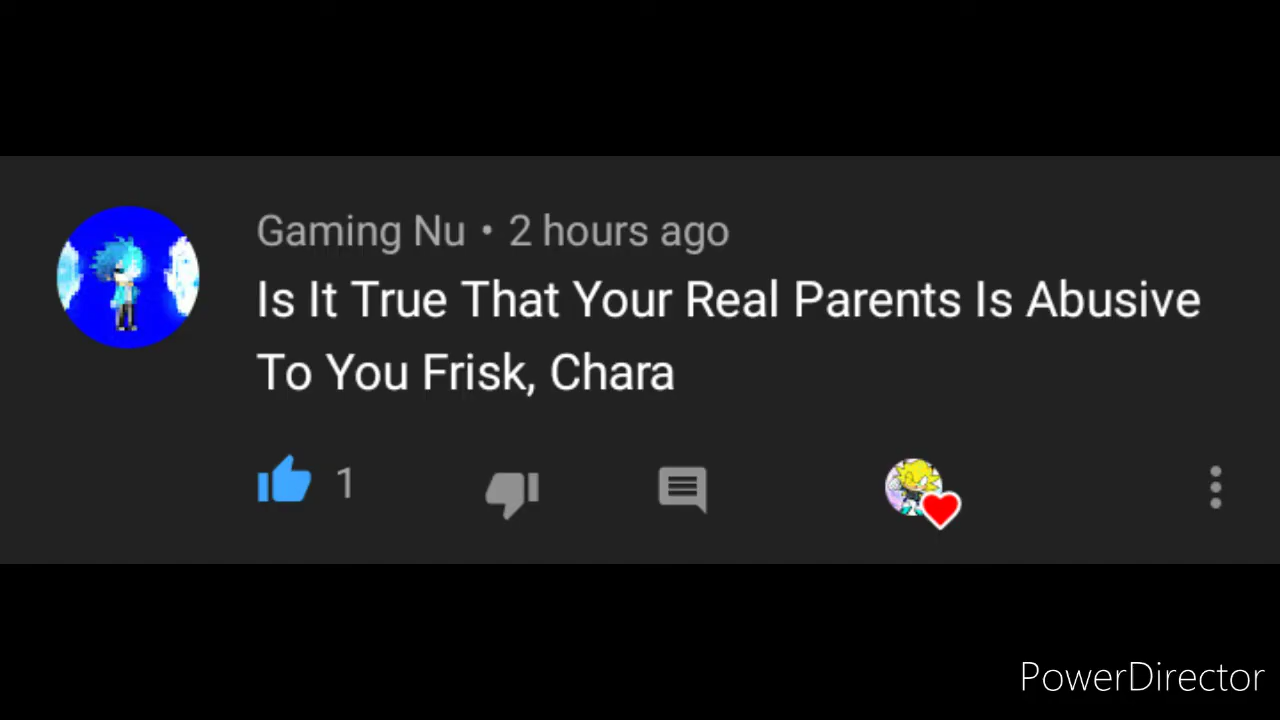 Gaming Nu • 2 hours ago
Is It True That Your Real Parents Is Abusive
To You Frisk, Chara
1
PowerDirector